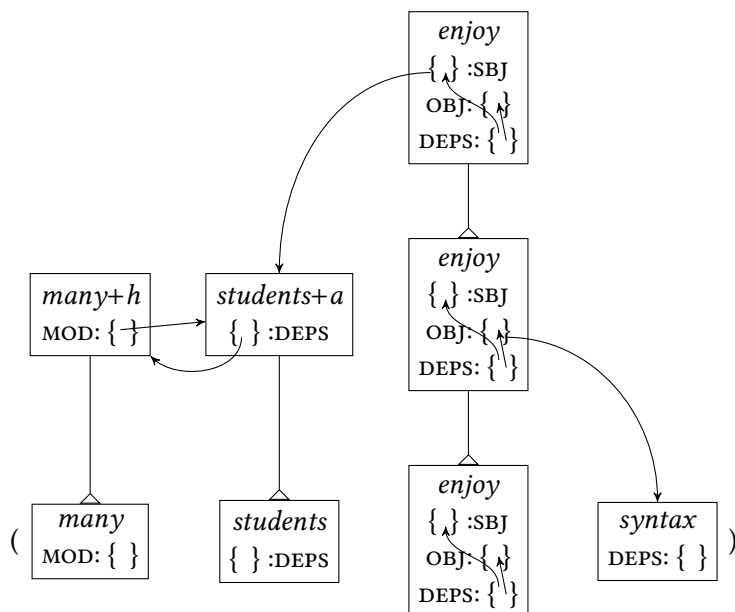 enjoy
{ } :SBJ
OBJ: { }
DEPS: { }
enjoy
{ } :SBJ
OBJ: { }
DEPS: { }
many+h
MOD: { }
students+a
{ } :DEPS
enjoy
{ } :SBJ
OBJ: { }
DEPS: { }
(
many
MOD: { }
students
{ } :DEPS
syntax
DEPS: { }
)